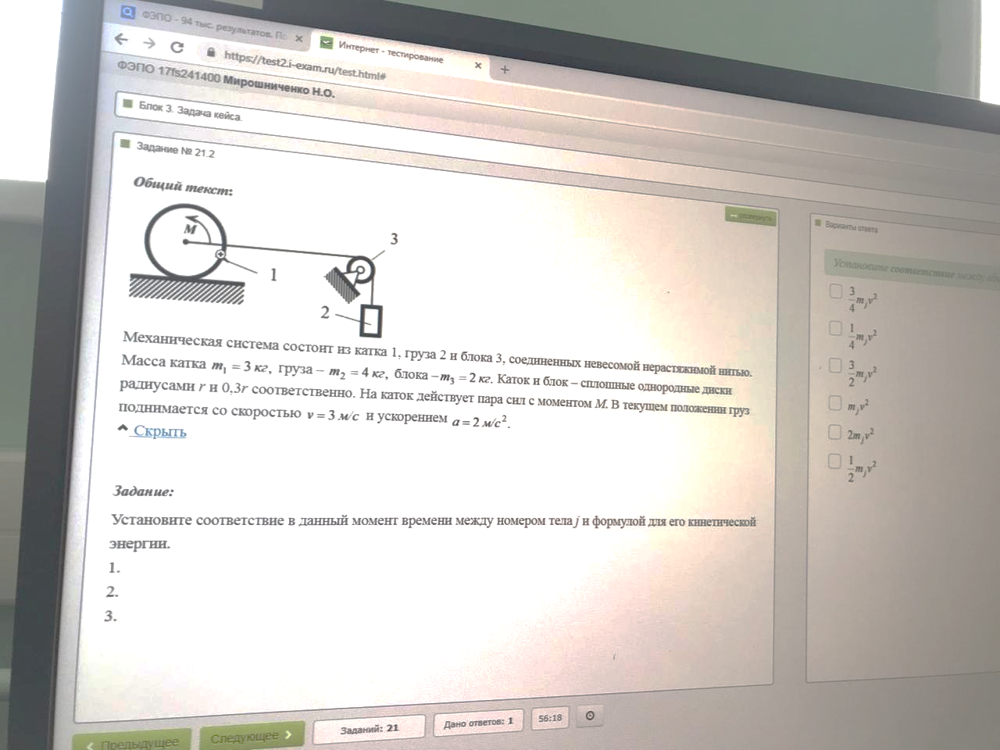 ФЭПО - 94 тыс. результатов. По
Интернет - тестирование
https://test2.i-exam.ru/test.html#
ФЭПО 17fs241400 Мирошниченко Н.О.
Блок 3. Задача кейса.
Задание № 21.2
Общий текст:
развернуть
M
1
2
3
Механическая система состоит из катка 1, груза 2 и блока 3, соединенных невесомой нерастяжимой нитью.
Масса катка m₁ = 3 кг, груза – m₂ = 4 кг, блока – m₃ = 2 кг. Каток и блок – сплошные однородные диски
радиусами r и 0,3r соответственно. На каток действует пара сил с моментом M. В текущем положении груз
поднимается со скоростью v = 3 м/с и ускорением a = 2 м/с².
Скрыть
Задание:
Установите соответствие в данный момент времени между номером тела j и формулой для его кинетической
энергии.
1.
2.
3.
Варианты ответа
Установите соответствие между
3/4 mⱼv²
1/4 mⱼv²
3/2 mⱼv²
mⱼv²
2mⱼv²
1/2 mⱼv²
Предыдущее
Следующее
Заданий: 21
Дано ответов: 1
56:18